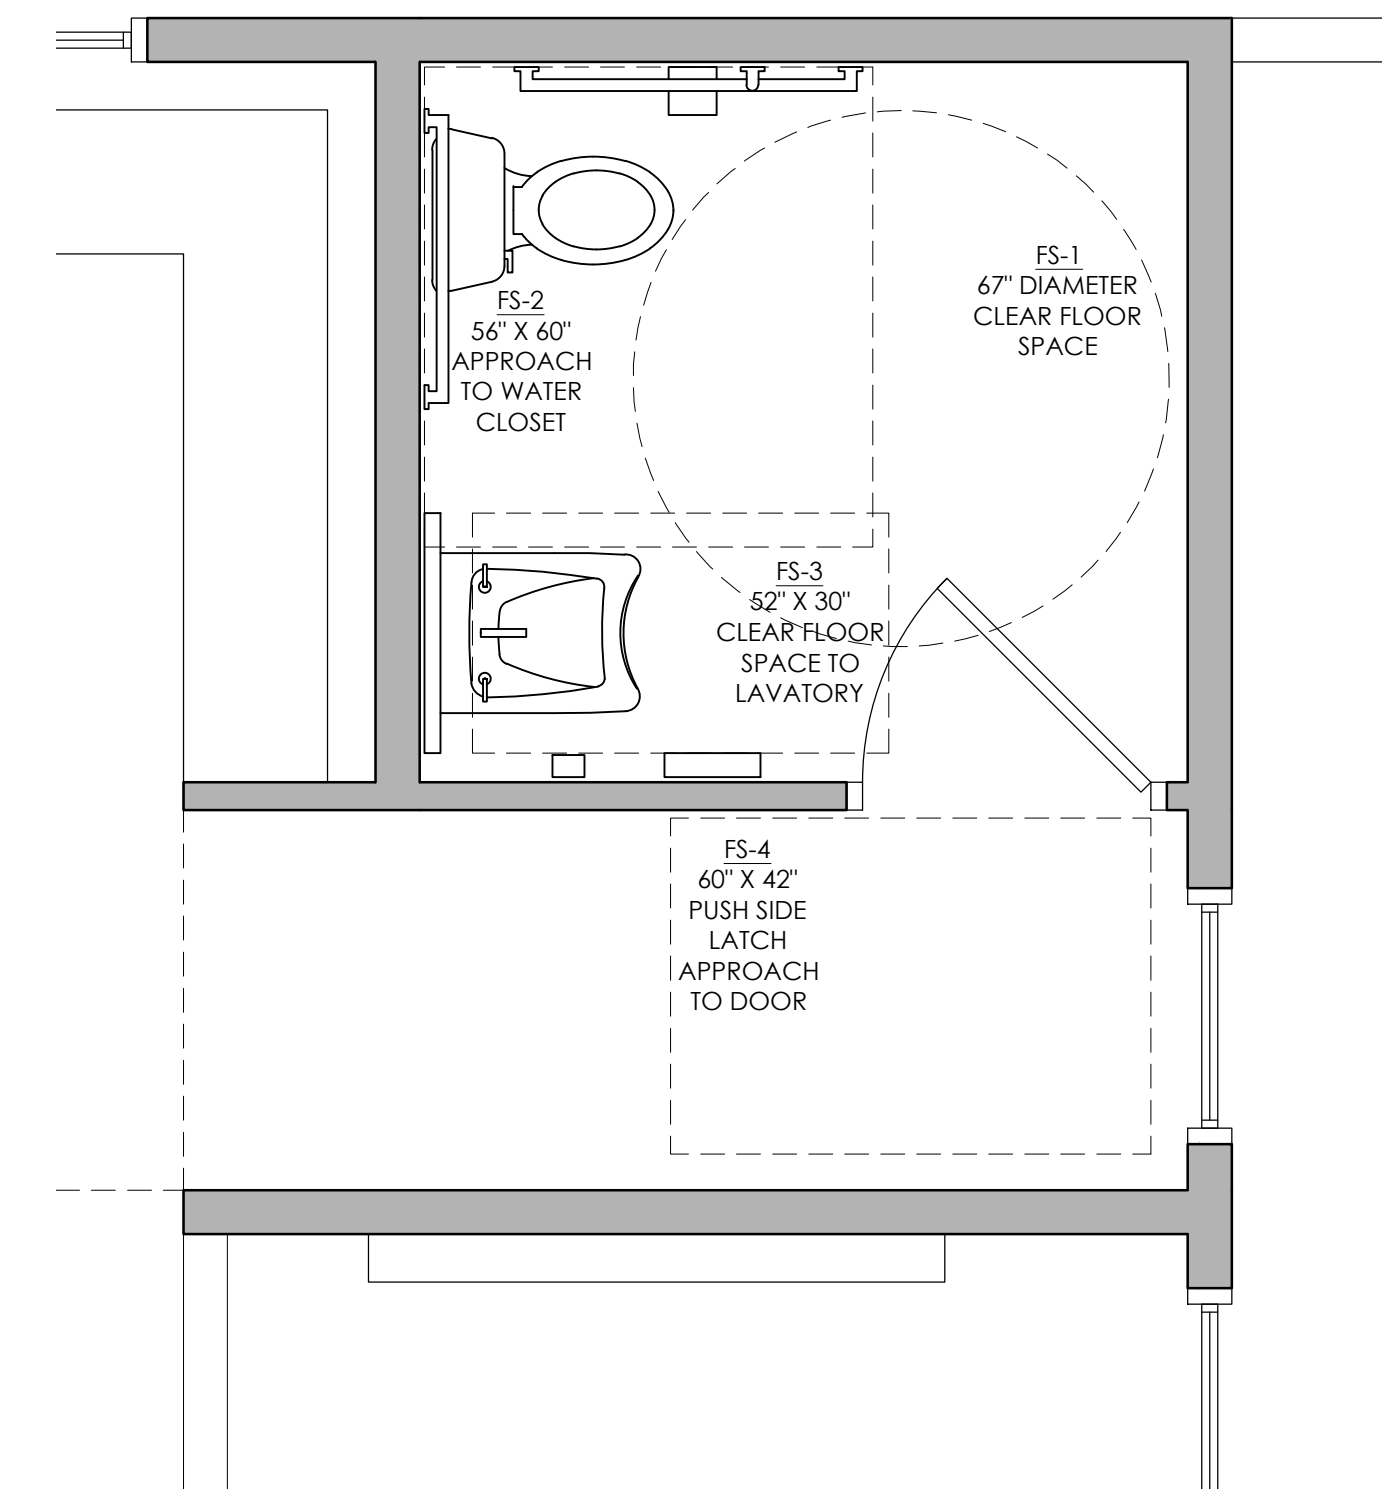 FS-1
67" DIAMETER
CLEAR FLOOR
SPACE
FS-2
56" X 60"
APPROACH
TO WATER
CLOSET
FS-3
52" X 30"
CLEAR FLOOR
SPACE TO
LAVATORY
FS-4
60" X 42"
PUSH SIDE
LATCH
APPROACH
TO DOOR